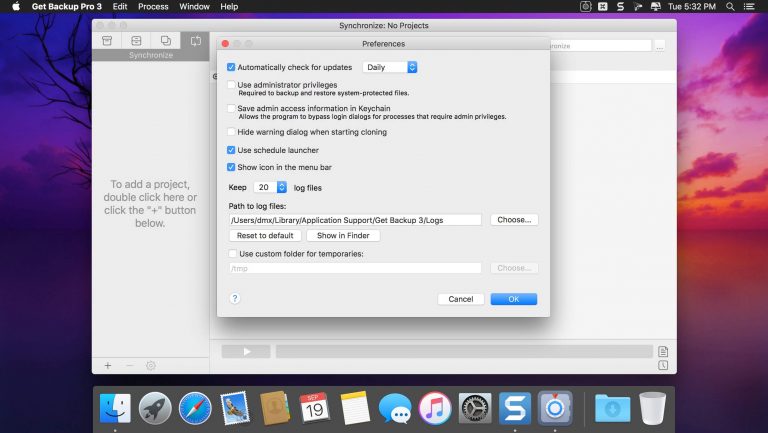 Get Backup Pro 3 Edit Process Window Help
Tue 5:32 PM
Synchronize: No Projects
Synchronize
Preferences
Automatically check for updates Daily
Use administrator privileges
Required to backup and restore system-protected files.
Save admin access information in Keychain
Allows the program to bypass login dialogs for processes that require admin privileges.
Hide warning dialog when starting cloning
Use schedule launcher
Show icon in the menu bar
Keep 20 log files
Path to log files:
/Users/dmx/Library/Application Support/Get Backup 3/Logs Choose...
Reset to default Show in Finder
Use custom folder for temporaries:
/tmp Choose...
? Cancel OK
To add a project,
double click here or
click the "+" button
below.
SEP
19